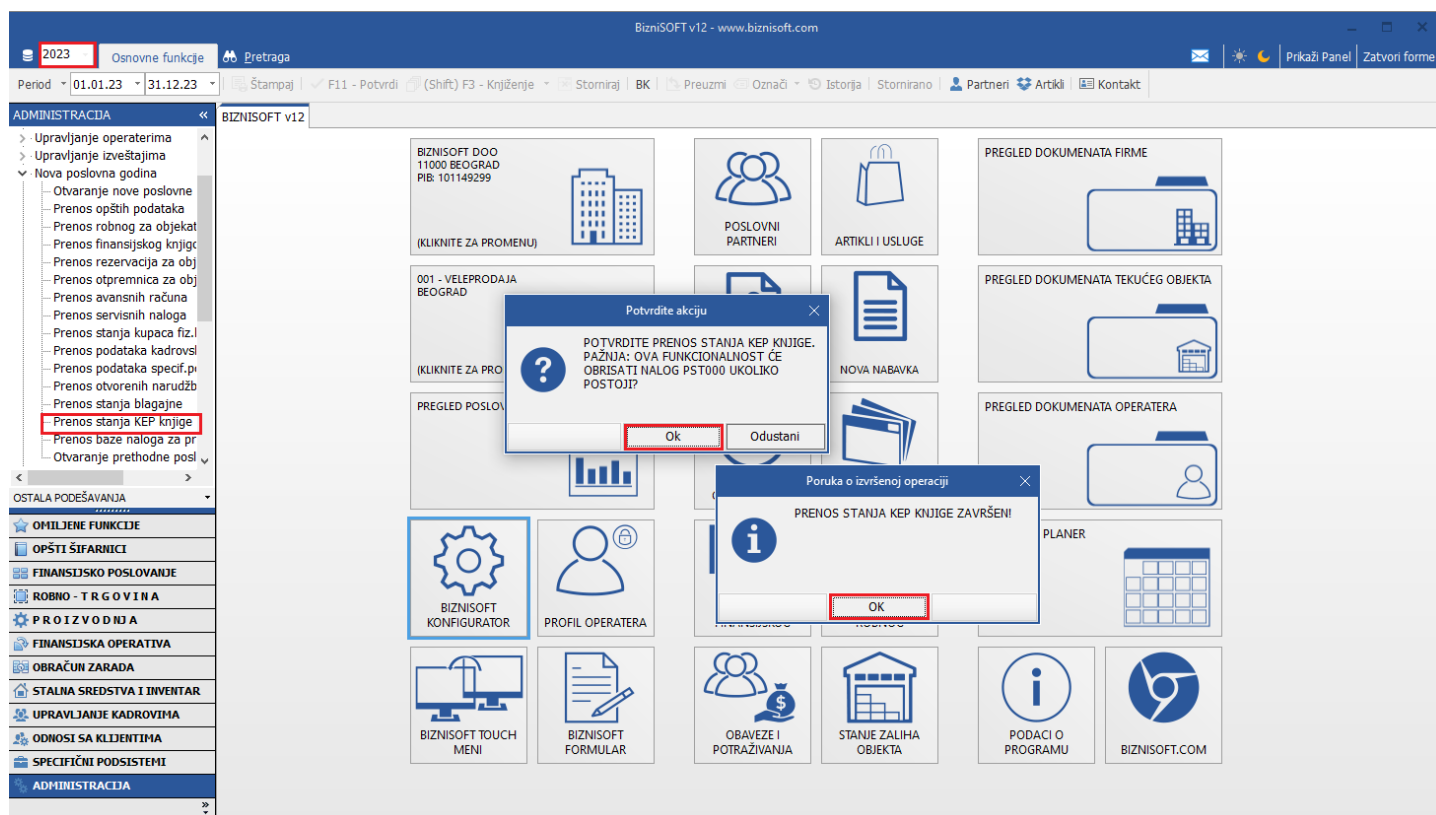 BizniSOFT v12 - www.biznisoft.com
2023
Osnovne funkcije
Pretraga
Prikaži Panel
Zatvori forme
Period
01.01.23
31.12.23
Štampaj
F11 - Potvrdi
(Shift) F3 - Knjiženje
Storniraj
BK
Preuzmi
Označi
Istorija
Stornirano
Partneri
Artikli
Kontakt
ADMINISTRACIJA
Upravljanje operaterima
Upravljanje izveštajima
Nova poslovna godina
Otvaranje nove poslovne
Prenos opštih podataka
Prenos robnog za objekat
Prenos finansijskog knjigo
Prenos rezervacija za obj
Prenos otpremnica za obj
Prenos avansnih računa
Prenos servisnih naloga
Prenos stanja kupaca fiz.l
Prenos podataka kadrovsl
Prenos podataka specif.p
Prenos otvorenih narudžb
Prenos stanja blagajne
Prenos stanja KEP knjige
Prenos baze naloga za pr
Otvaranje prethodne posl
OSTALA PODEŠAVANJA
OMILJENE FUNKCIJE
OPŠTI ŠIFARNICI
FINANSIJSKO POSLOVANJE
ROBNO - T R G O V I N A
P R O I Z V O D NJ A
FINANSIJSKA OPERATIVA
OBRAČUN ZARADA
STALNA SREDSTVA I INVENTAR
UPRAVLJANJE KADROVIMA
ODNOSI SA KLIJENTIMA
SPECIFIČNI PODSISTEMI
ADMINISTRACIJA
BIZNISOFT v12
BIZNISOFT DOO
11000 BEOGRAD
PIB: 101149299
(KLIKNITE ZA PROMENU)
POSLOVNI
PARTNERI
ARTIKLI I USLUGE
PREGLED DOKUMENATA FIRME
001 - VELEPRODAJA
BEOGRAD
(KLIKNITE ZA PRO
NOVA NABAVKA
PREGLED DOKUMENATA TEKUĆEG OBJEKTA
Potvrdite akciju
POTVRDITE PRENOS STANJA KEP KNJIGE.
PAŽNJA: OVA FUNKCIONALNOST ĆE
OBRISATI NALOG PST000 UKOLIKO
POSTOJI?
Ok
Odustani
PREGLED POSLOV
PREGLED DOKUMENATA OPERATERA
Poruka o izvršenoj operaciji
PRENOS STANJA KEP KNJIGE ZAVRŠEN!
OK
BIZNISOFT
KONFIGURATOR
PROFIL OPERATERA
FINANSIJSKOG
ROBNOG
PLANER
BIZNISOFT TOUCH
MENI
BIZNISOFT
FORMULAR
OBAVEZE I
POTRAŽIVANJA
STANJE ZALIHA
OBJEKTA
PODACI O
PROGRAMU
BIZNISOFT.COM